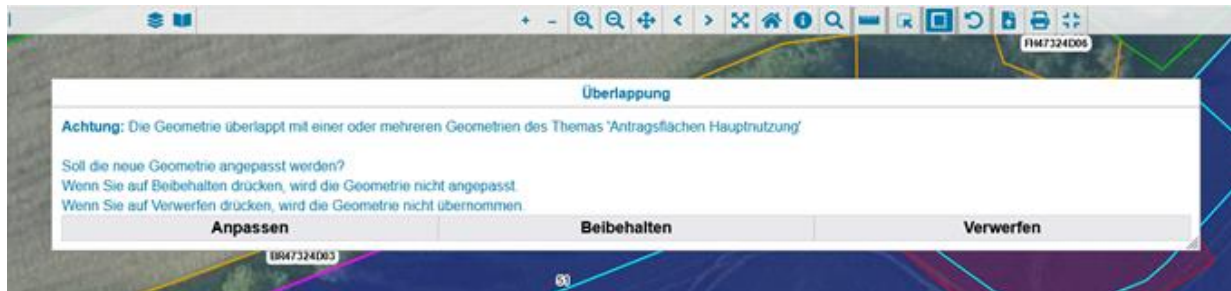 FH47324D06
Überlappung
Achtung: Die Geometrie überlappt mit einer oder mehreren Geometrien des Themas 'Antragsflächen Hauptnutzung'
Soll die neue Geometrie angepasst werden?
Wenn Sie auf Beibehalten drücken, wird die Geometrie nicht angepasst.
Wenn Sie auf Verwerfen drücken, wird die Geometrie nicht übernommen.
Anpassen Beibehalten Verwerfen
BR47324D03
51